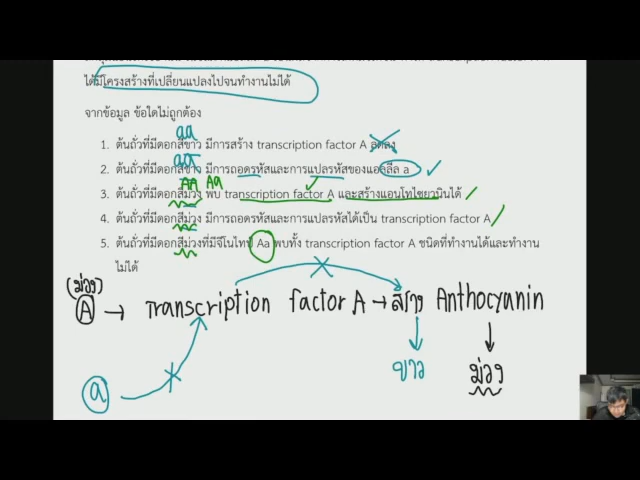 ได้มีโครงสร้างที่เปลี่ยนแปลงไปจนทำงานไม่ได้
จากข้อมูล ข้อใดไม่ถูกต้อง
aa
1. ต้นถั่วที่มีดอกสีขาว มีการสร้าง transcription factor A ลดลง
aa
2. ต้นถั่วที่มีดอกสีขาว มีการถอดรหัสและการแปลรหัสของแอลลีล a
AA Aa
3. ต้นถั่วที่มีดอกสีม่วง พบ transcription factor A และสร้างแอนโทไซยานินได้
4. ต้นถั่วที่มีดอกสีม่วง มีการถอดรหัสและการแปลรหัสได้เป็น transcription factor A
5. ต้นถั่วที่มีดอกสีม่วงที่มีจีโนไทป์ Aa พบทั้ง transcription factor A ชนิดที่ทำงานได้และทำงาน
ไม่ได้
(ม่วง)
A → Transcription factor A → สร้าง Anthocyanin
ขาว ม่วง
a